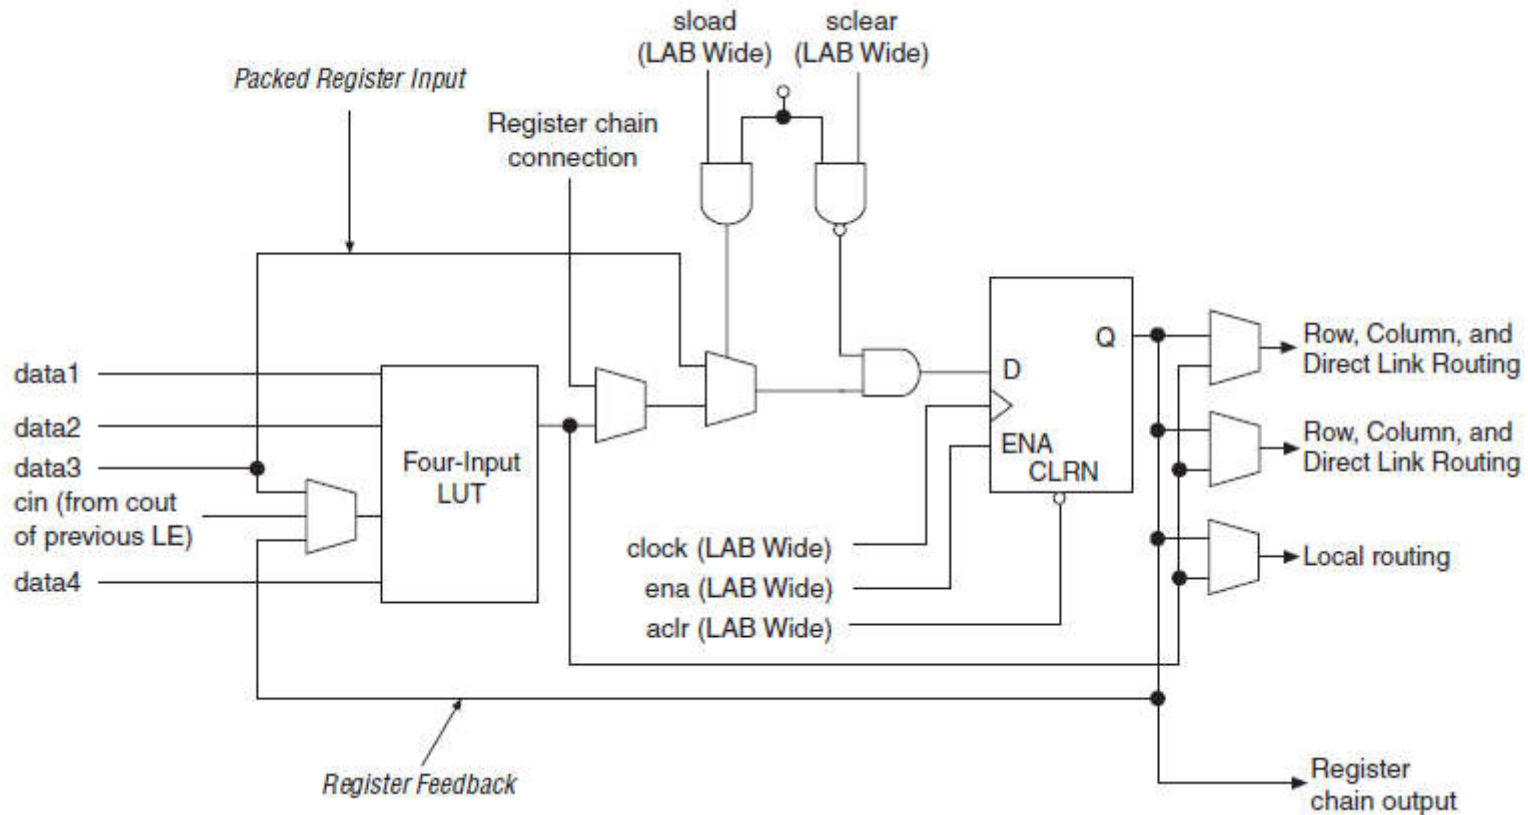 sload
(LAB Wide)
sclear
(LAB Wide)
Packed Register Input
Register chain
connection
data1
data2
data3
cin (from cout
of previous LE)
data4
Four-Input
LUT
D
Q
ENA
CLRN
clock (LAB Wide)
ena (LAB Wide)
aclr (LAB Wide)
Row, Column, and
Direct Link Routing
Row, Column, and
Direct Link Routing
Local routing
Register Feedback
Register
chain output